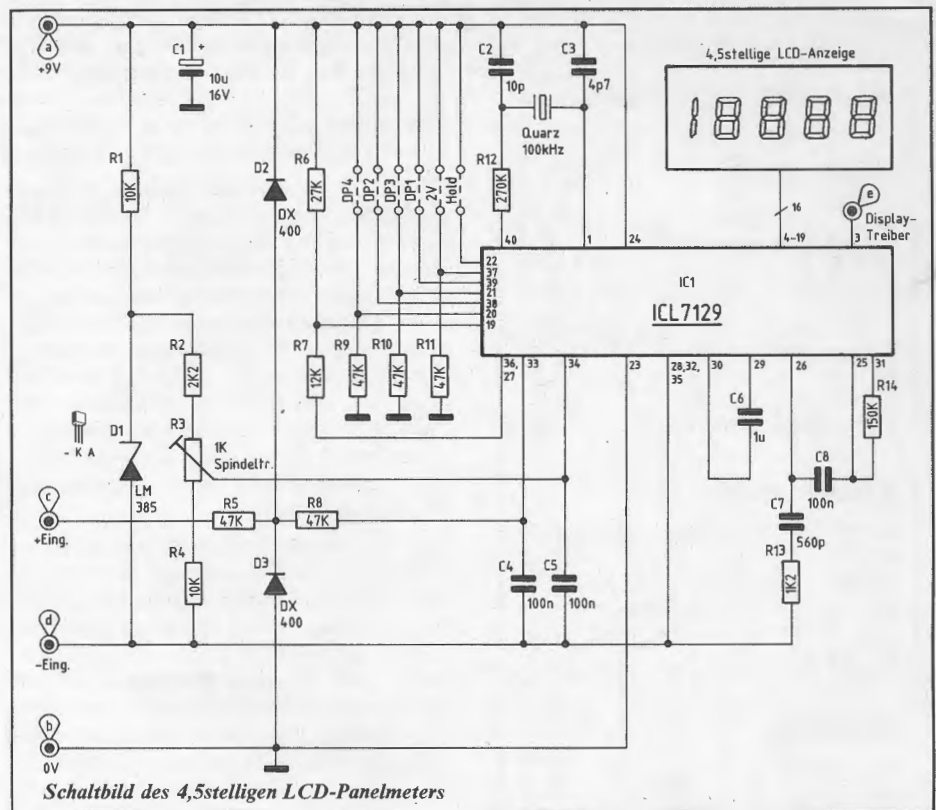 a
+9V
C1
+
10u
16V
C2
10p
C3
4p7
Quarz
100kHz
4,5stellige LCD-Anzeige
1 8 8 8 8
R1
10K
D2
DX
400
R6
27K
DP4
DP2
DP3
DP1
2V
Hold
R12
270K
16
e
Display-
Treiber
40
1
24
4-19
3
22
37
39
21
38
20
19
IC1
ICL7129
R2
2K2
R7
12K
R9
47K
R10
47K
R11
47K
36,
27
33
34
23
28,32,
35
30
29
26
25
31
R14
150K
C6
1u
D1
- K A
LM
385
R3
1K
Spindeltr.
C8
100n
C7
560p
c
+Eing.
R5
47K
R8
47K
R13
1K2
R4
10K
D3
DX
400
C4
100n
C5
100n
d
-Eing.
b
0V
Schaltbild des 4,5stelligen LCD-Panelmeters